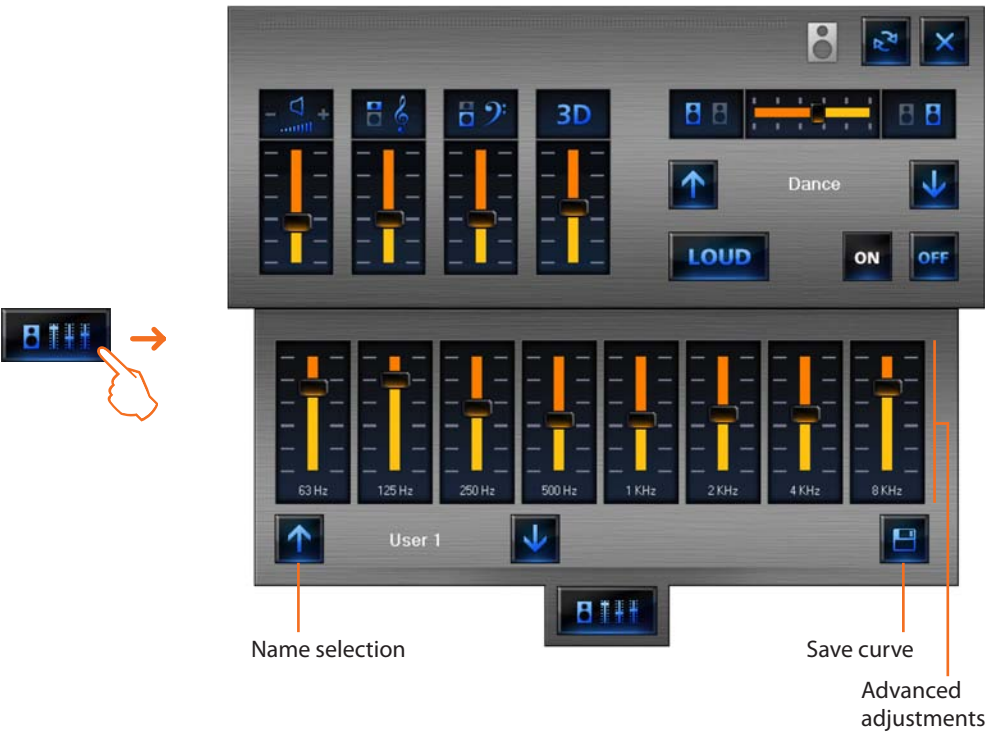 3D
Dance
LOUD
ON
OFF
63 Hz
125 Hz
250 Hz
500 Hz
1 KHz
2 KHz
4 KHz
8 KHz
User 1
Name selection
Save curve
Advanced
adjustments